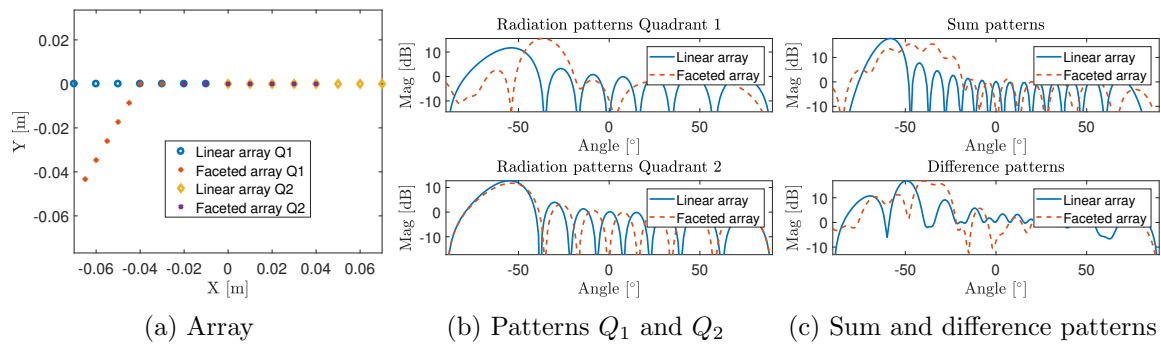 0.02
0
-0.02
-0.04
-0.06
Y [m]
Linear array Q1
Faceted array Q1
Linear array Q2
Faceted array Q2
-0.06 -0.04 -0.02 0 0.02 0.04 0.06
X [m]
(a) Array
Radiation patterns Quadrant 1
10
0
-10
Mag [dB]
Linear array
Faceted array
-50 0 50
Angle [°]
Radiation patterns Quadrant 2
10
0
-10
Mag [dB]
Linear array
Faceted array
-50 0 50
Angle [°]
(b) Patterns Q1 and Q2
Sum patterns
10
0
-10
Mag [dB]
Linear array
Faceted array
-50 0 50
Angle [°]
Difference patterns
10
0
-10
Mag [dB]
Linear array
Faceted array
-50 0 50
Angle [°]
(c) Sum and difference patterns